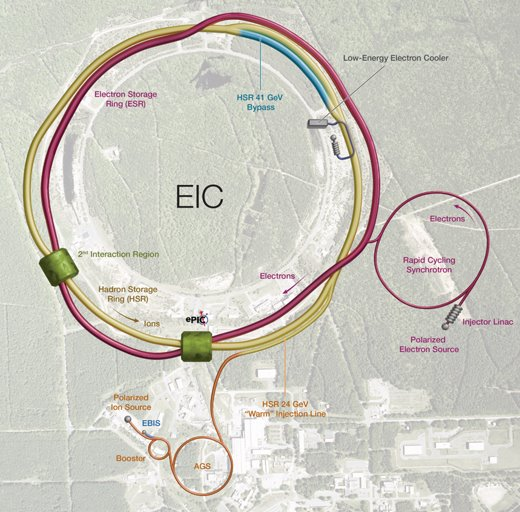 Low-Energy Electron Cooler
Electron Storage
Ring (ESR)
HSR 41 GeV
Bypass
EIC
Electrons
2nd Interaction Region
Rapid Cycling
Synchrotron
Electrons
Hadron Storage
Ring (HSR)
Ions
ePIC
Injector Linac
Polarized
Electron Source
Polarized
Ion Source
HSR 24 GeV
"Warm" Injection Line
EBIS
Booster
AGS